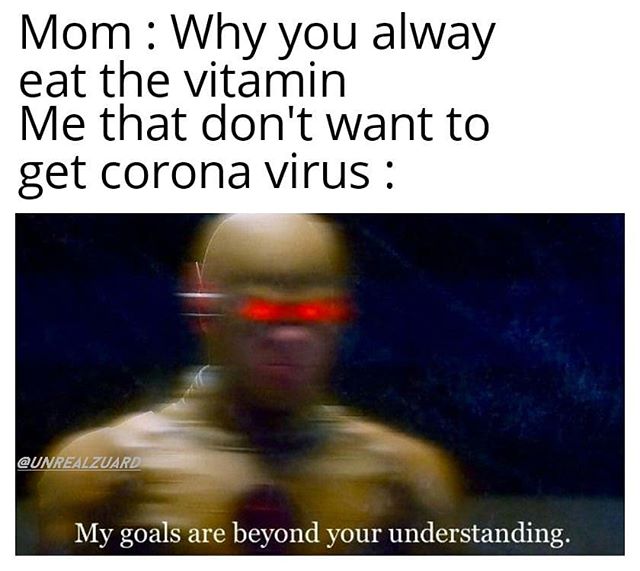 Mom : Why you alway
eat the vitamin
Me that don't want to
get corona virus :
@UNREALZUARD
My goals are beyond your understanding.